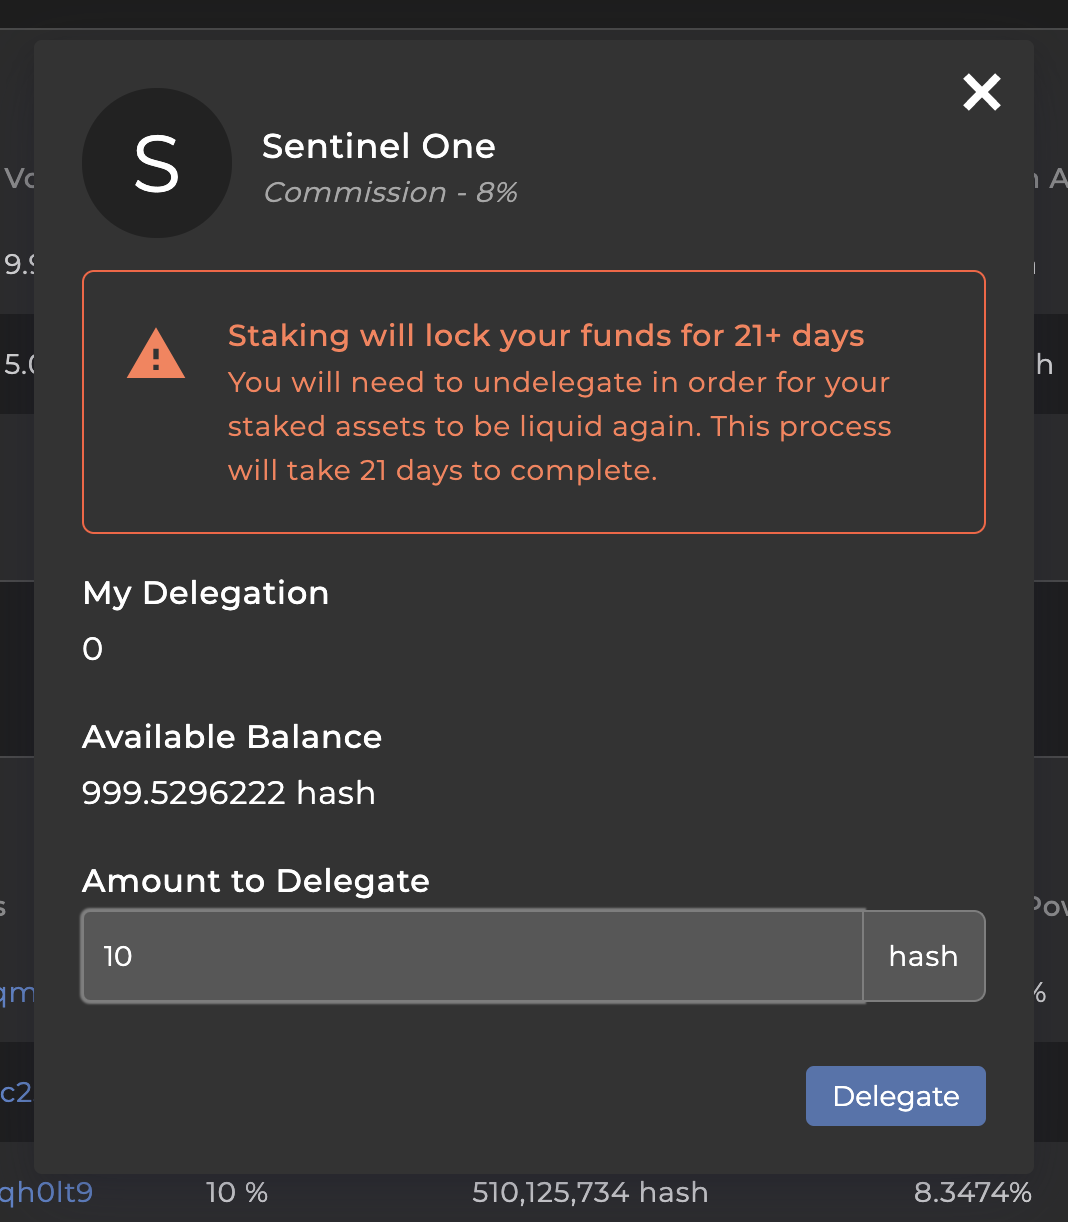 S
Sentinel One
Commission - 8%
Staking will lock your funds for 21+ days
You will need to undelegate in order for your
staked assets to be liquid again. This process
will take 21 days to complete.
My Delegation
0
Available Balance
999.5296222 hash
Amount to Delegate
10 hash
Delegate
qh0lt9 10 % 510,125,734 hash 8.3474%